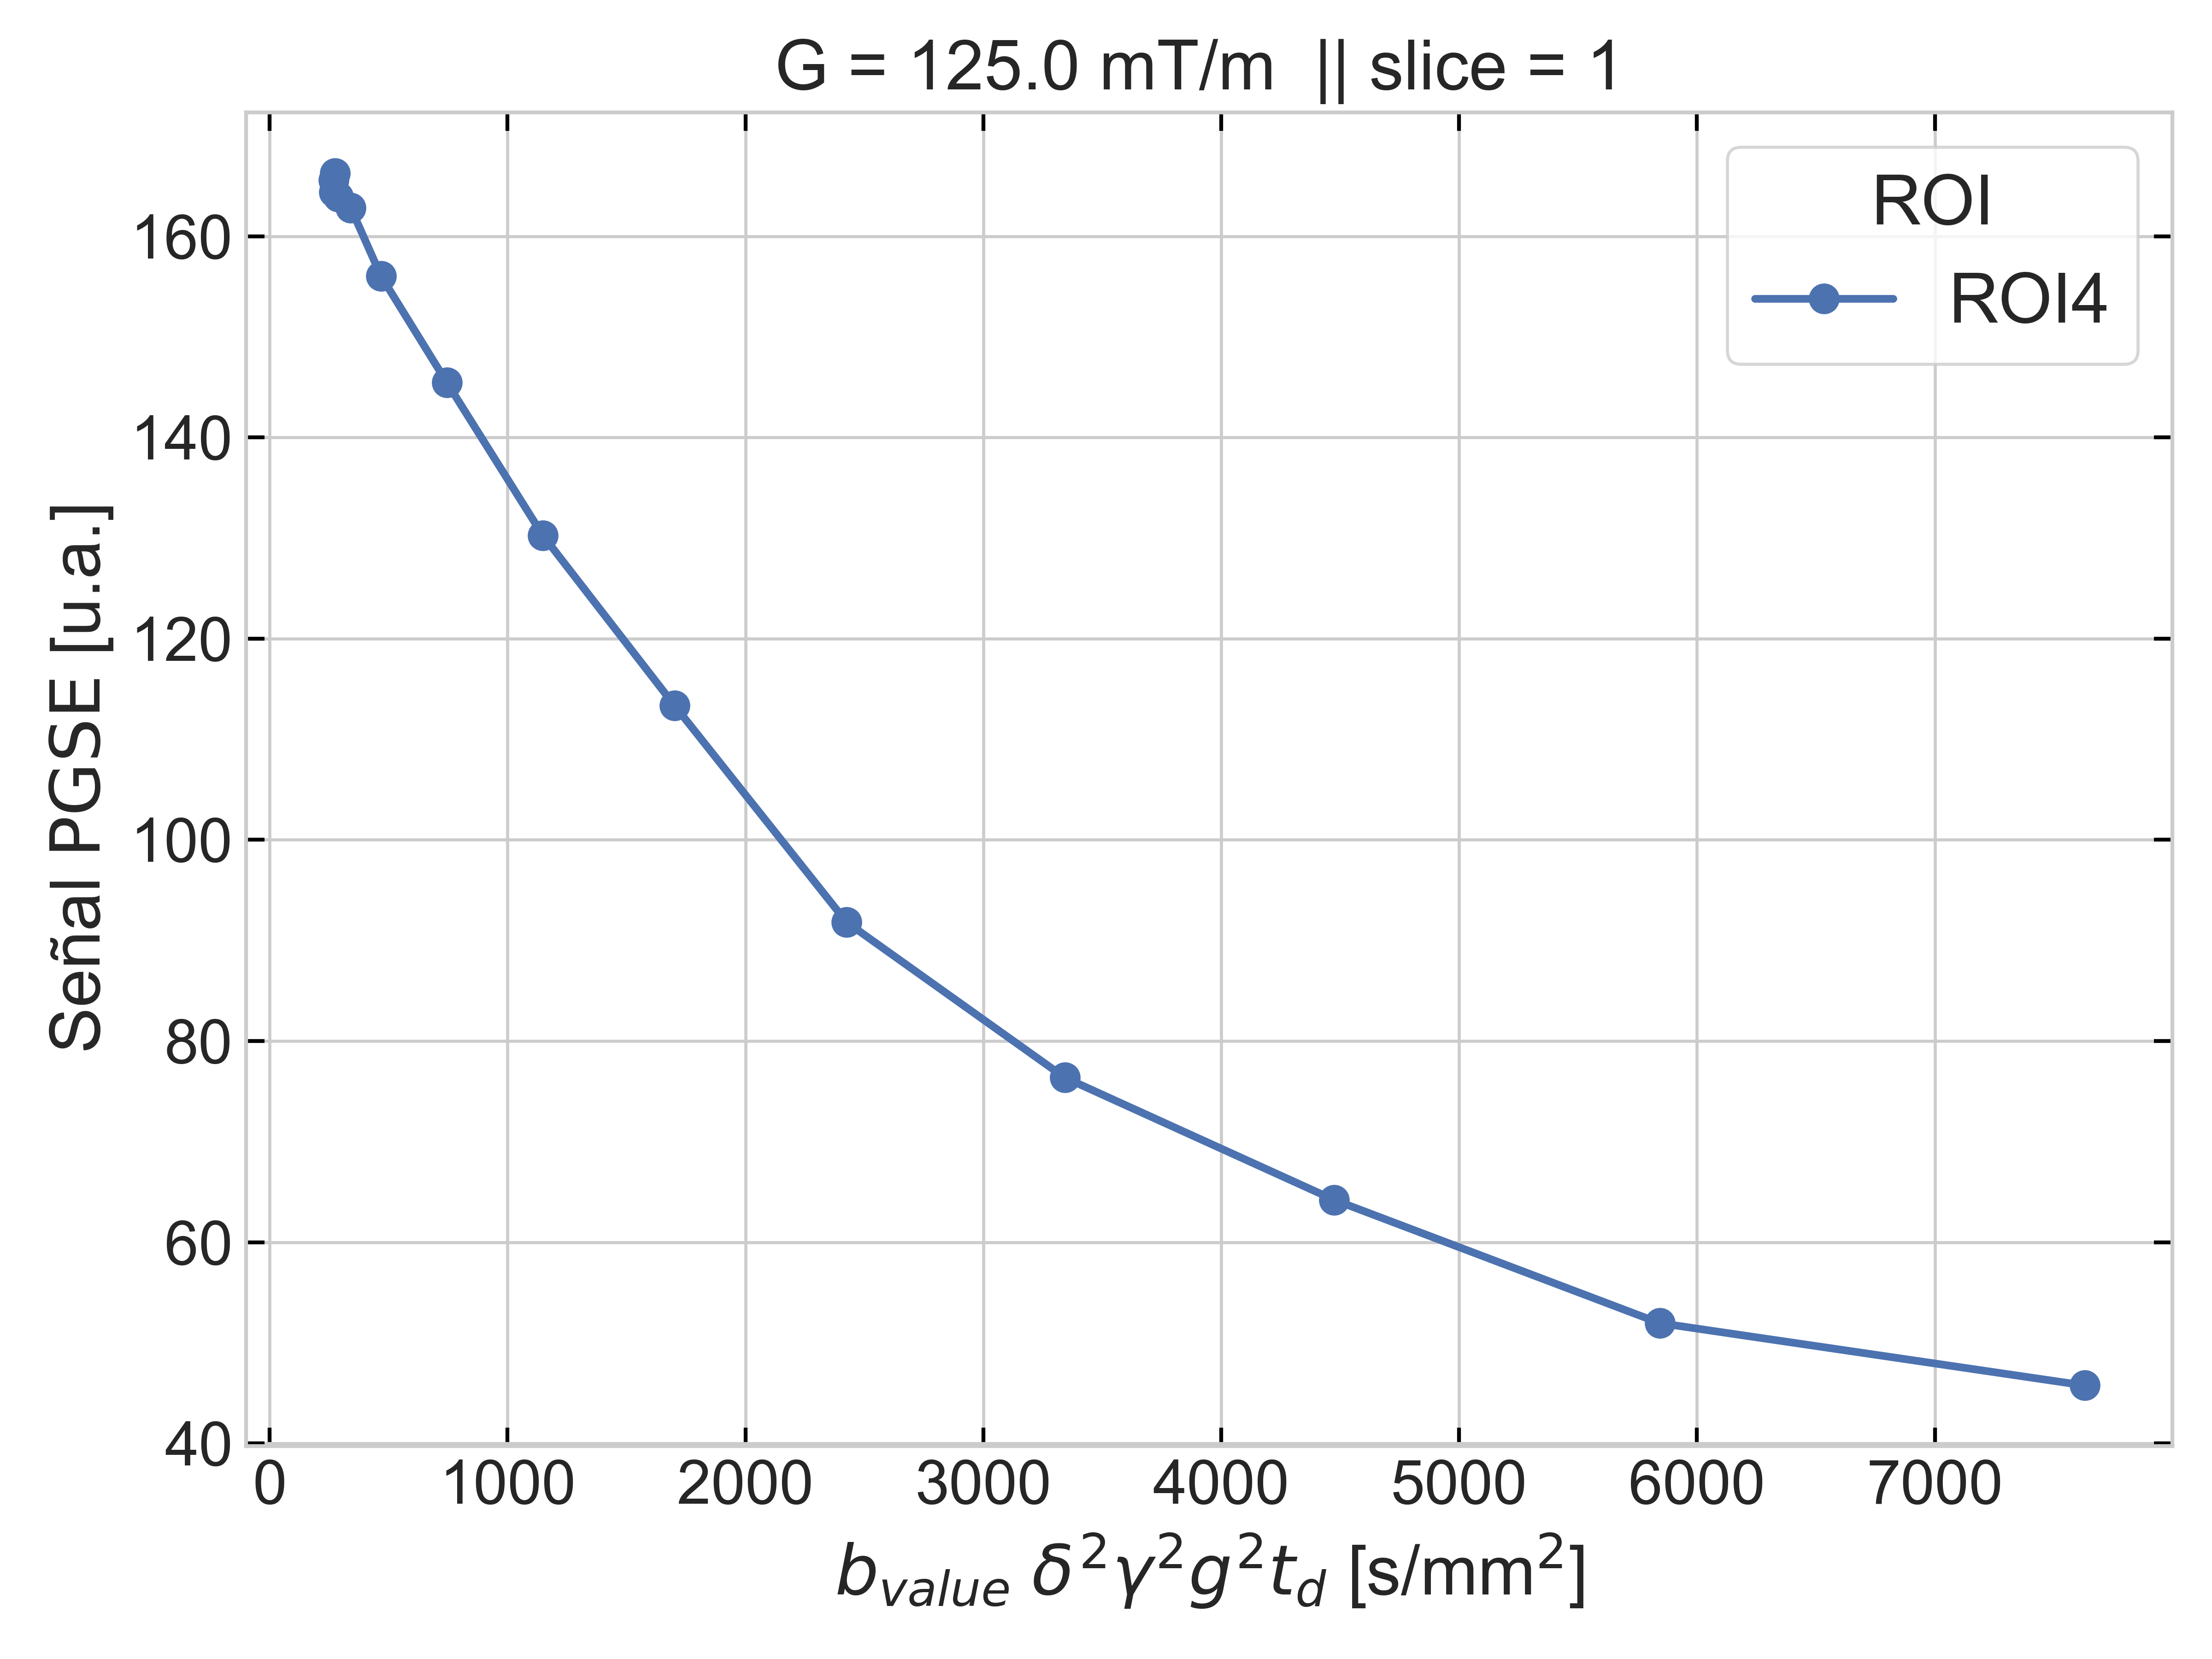 G = 125.0 mT/m || slice = 1
ROI
ROI4
Señal PGSE [u.a.]
160
140
120
100
80
60
40
0 1000 2000 3000 4000 5000 6000 7000
b_value δ²γ²g²t_d [s/mm²]